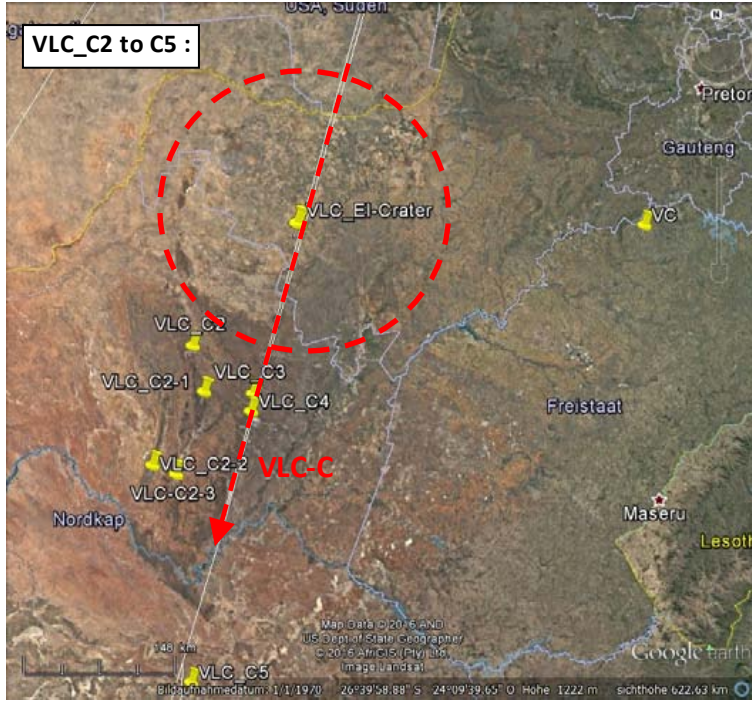 USA, Süden
VLC_C2 to C5 :
N
Pretor
Gauteng
VLC_El-Crater
VC
VLC_C2
VLC_C3
VLC_C2-1
VLC_C4
Freistaat
VLC_C2-2
VLC-C
VLC-C2-3
Nordkap
Maseru
Lesoth
Map Data © 2016 AND
US Dept of State Geographer
© 2016 AfriGIS (Pty) Ltd.
Image Landsat
148 km
Google earth
VLC_C5
Bildaufnahmedatum: 1/1/1970 26°39'58.88" S 24°09'39.65" O Höhe 1222 m sichthöhe 622.63 km